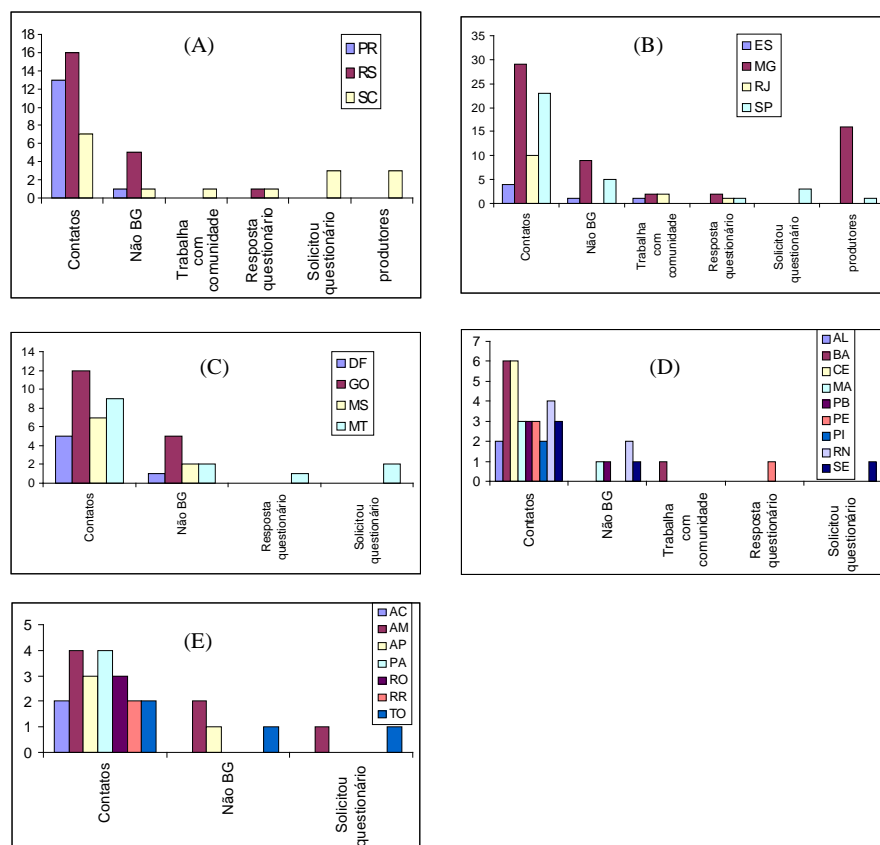 (A)
18
16
14
12
10
8
6
4
2
0
PR
RS
SC
Contatos
Não BG
Trabalha
com
comunidade
Resposta
questionário
Solicitou
questionário
produtores
(B)
35
30
25
20
15
10
5
0
ES
MG
RJ
SP
Contatos
Não BG
Trabalha
com
comunidade
Resposta
questionário
Solicitou
questionário
produtores
(C)
14
12
10
8
6
4
2
0
DF
GO
MS
MT
Contatos
Não BG
Resposta
questionário
Solicitou
questionário
(D)
7
6
5
4
3
2
1
0
AL
BA
CE
MA
PB
PE
PI
RN
SE
Contatos
Não BG
Trabalha
com
comunidade
Resposta
questionário
Solicitou
questionário
(E)
5
4
3
2
1
0
AC
AM
AP
PA
RO
RR
TO
Contatos
Não BG
Solicitou
questionário